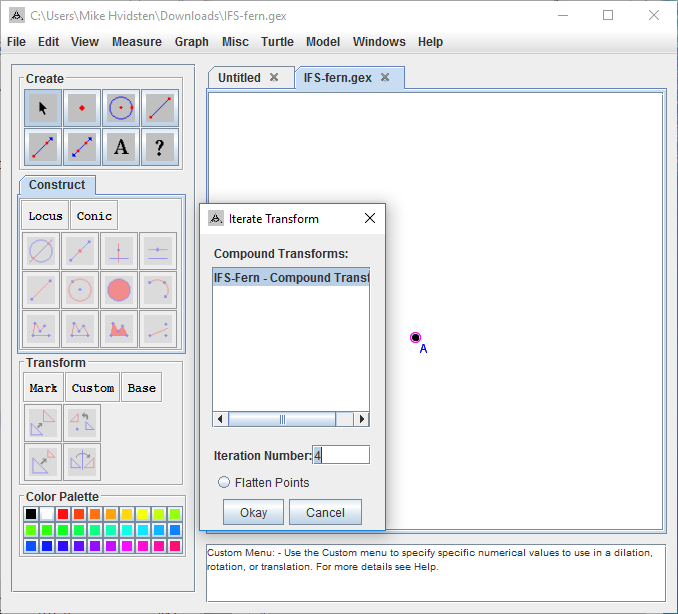 C:\Users\Mike Hvidsten\Downloads\IFS-fern.gex
File Edit View Measure Graph Misc Turtle Model Windows Help
Create
A ?
Construct
Locus Conic
Transform
Mark Custom Base
Color Palette
Untitled IFS-fern.gex
Iterate Transform
Compound Transforms:
IFS-Fern - Compound Transf
Iteration Number: 4
Flatten Points
Okay Cancel
A
Custom Menu: - Use the Custom menu to specify specific numerical values to use in a dilation,
rotation, or translation. For more details see Help.